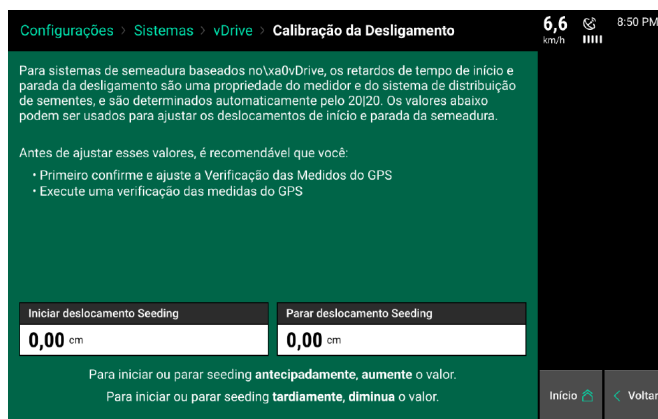 Configurações > Sistemas > vDrive > Calibração da Desligamento
6,6
km/h
8:50 PM
Para sistemas de semeadura baseados no\xa0vDrive, os retardos de tempo de início e
parada da desligamento são uma propriedade do medidor e do sistema de distribuição
de sementes, e são determinados automaticamente pelo 20|20. Os valores abaixo
podem ser usados para ajustar os deslocamentos de início e parada da semeadura.
Antes de ajustar esses valores, é recomendável que você:
• Primeiro confirme e ajuste a Verificação das Medidos do GPS
• Execute uma verificação das medidas do GPS
Iniciar deslocamento Seeding
0,00 cm
Parar deslocamento Seeding
0,00 cm
Para iniciar ou parar seeding antecipadamente, aumente o valor.
Para iniciar ou parar seeding tardiamente, diminua o valor.
Início
< Voltar